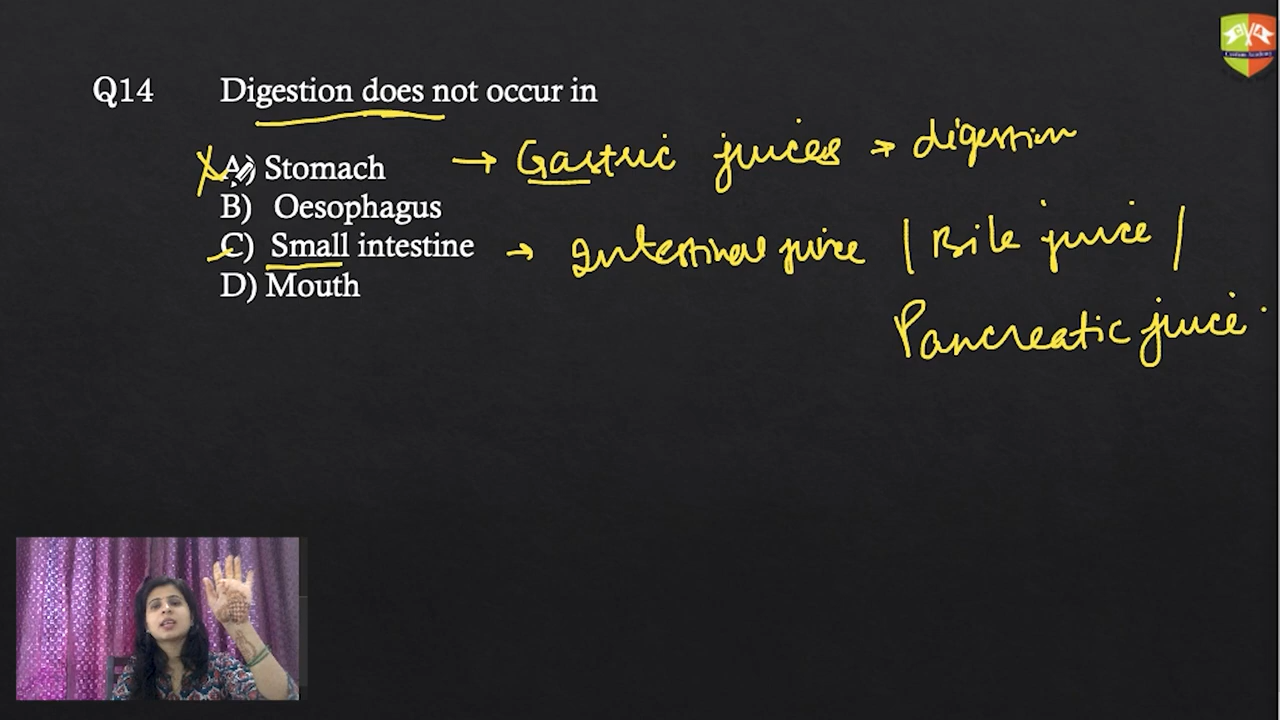 Q14 Digestion does not occur in
A) Stomach → Gastric juices → digestion
B) Oesophagus
C) Small intestine → Intestinal juice / Bile juice /
Pancreatic juice
D) Mouth